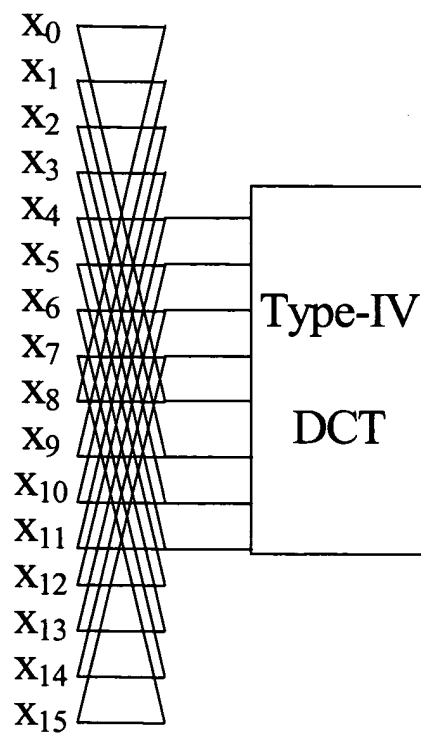 X₀
X₁
X₂
X₃
X₄
X₅
X₆
X₇
X₈
X₉
X₁₀
X₁₁
X₁₂
X₁₃
X₁₄
X₁₅
Type-IV
DCT